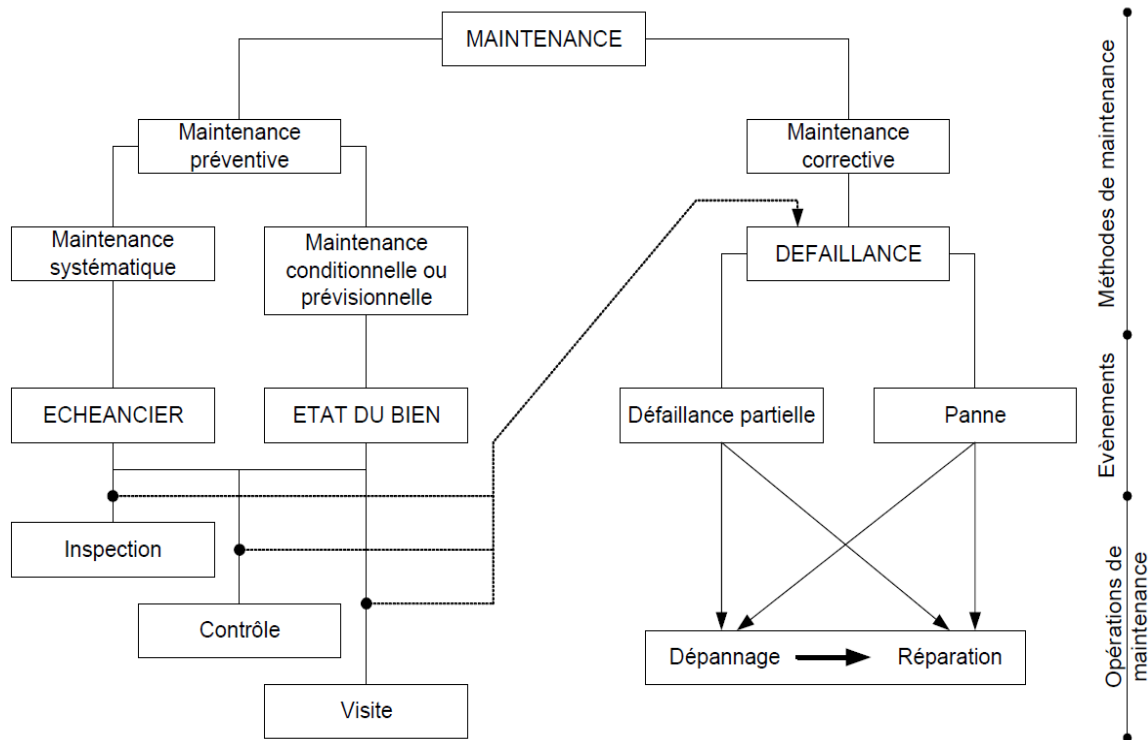 MAINTENANCE
Maintenance
préventive
Maintenance
corrective
Maintenance
systématique
Maintenance
conditionnelle ou
prévisionnelle
DEFAILLANCE
ECHEANCIER
ETAT DU BIEN
Défaillance partielle
Panne
Inspection
Contrôle
Visite
Dépannage
Réparation
Méthodes de maintenance
Evènements
Opérations de
maintenance